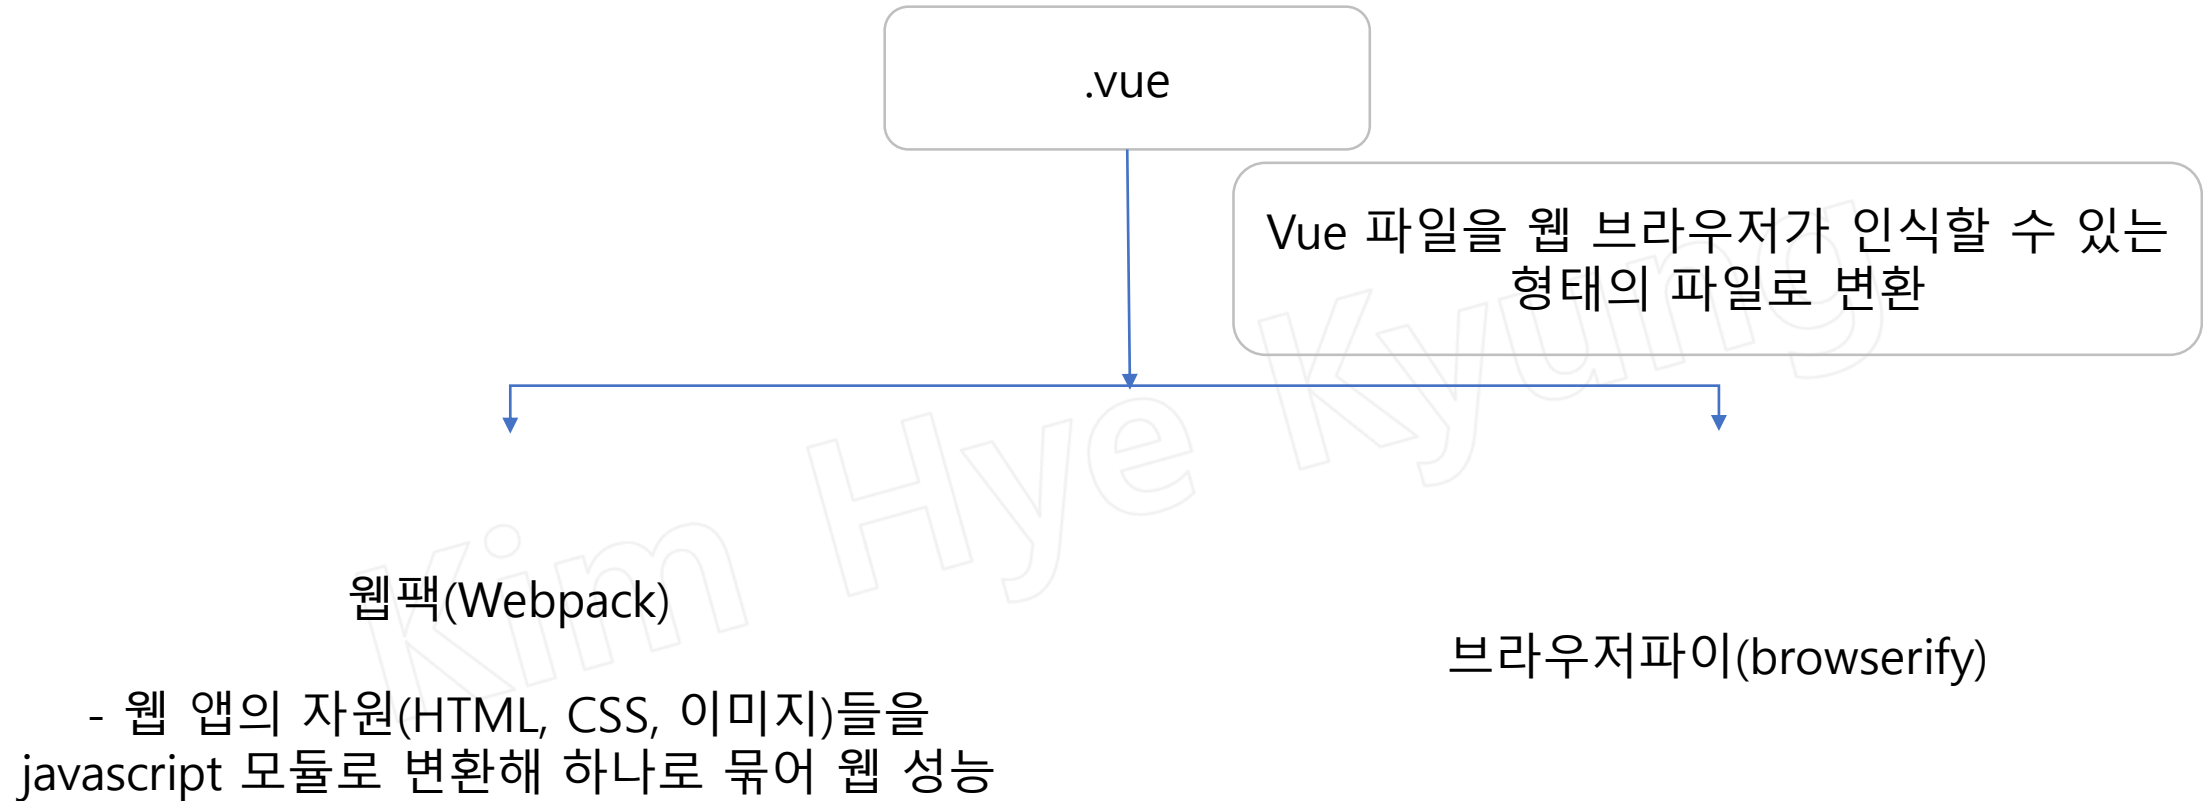 .vue
Vue 파일을 웹 브라우저가 인식할 수 있는
형태의 파일로 변환
Kim Hye Kyung
웹팩(Webpack)
브라우저파이(browserify)
- 웹 앱의 자원(HTML, CSS, 이미지)들을
javascript 모듈로 변환해 하나로 묶어 웹 성능